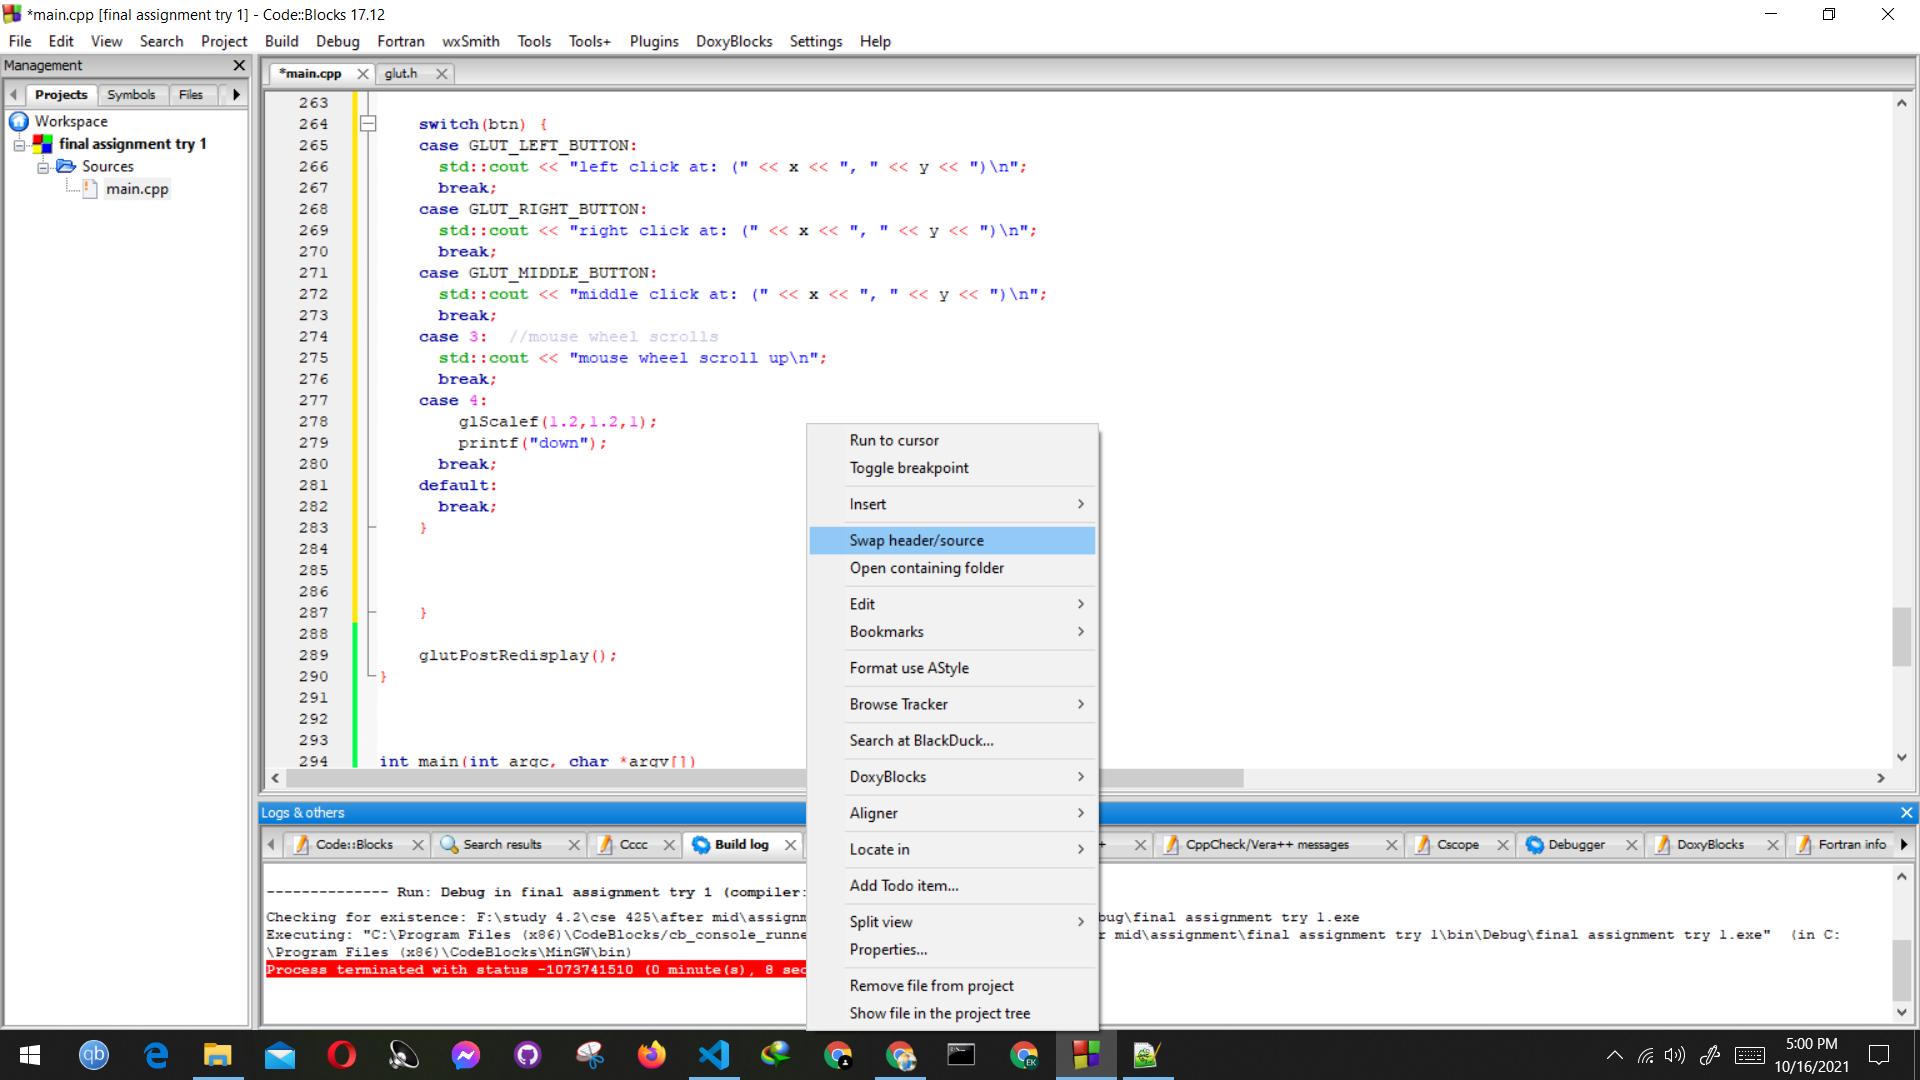 *main.cpp [final assignment try 1] - Code::Blocks 17.12
File Edit View Search Project Build Debug Fortran wxSmith Tools Tools+ Plugins DoxyBlocks Settings Help
Management
Projects Symbols Files
Workspace
final assignment try 1
Sources
main.cpp
*main.cpp glut.h
263
264 switch(btn) {
265 case GLUT_LEFT_BUTTON:
266 std::cout << "left click at: (" << x << ", " << y << ")\n";
267 break;
268 case GLUT_RIGHT_BUTTON:
269 std::cout << "right click at: (" << x << ", " << y << ")\n";
270 break;
271 case GLUT_MIDDLE_BUTTON:
272 std::cout << "middle click at: (" << x << ", " << y << ")\n";
273 break;
274 case 3: //mouse wheel scrolls
275 std::cout << "mouse wheel scroll up\n";
276 break;
277 case 4:
278 glScalef(1.2,1.2,1);
279 printf("down");
280 break;
281 default:
282 break;
283 }
284
285
286
287 }
288
289 glutPostRedisplay();
290 }
291
292
293
294 int main(int argc, char *argv[])
Run to cursor
Toggle breakpoint
Insert
Swap header/source
Open containing folder
Edit
Bookmarks
Format use AStyle
Browse Tracker
Search at BlackDuck...
DoxyBlocks
Aligner
Locate in
Add Todo item...
Split view
Properties...
Remove file from project
Show file in the project tree
Logs & others
Code::Blocks Search results Cccc Build log + CppCheck/Vera++ messages Cscope Debugger DoxyBlocks Fortran info
-------------- Run: Debug in final assignment try 1 (compiler:
Checking for existence: F:\study 4.2\cse 425\after mid\assignm bug\final assignment try 1.exe
Executing: "C:\Program Files (x86)\CodeBlocks/cb_console_runne r mid\assignment\final assignment try 1\bin\Debug\final assignment try 1.exe" (in C:
\Program Files (x86)\CodeBlocks\MinGW\bin)
Process terminated with status -1073741510 (0 minute(s), 8 sec
qb
EK
5:00 PM
10/16/2021